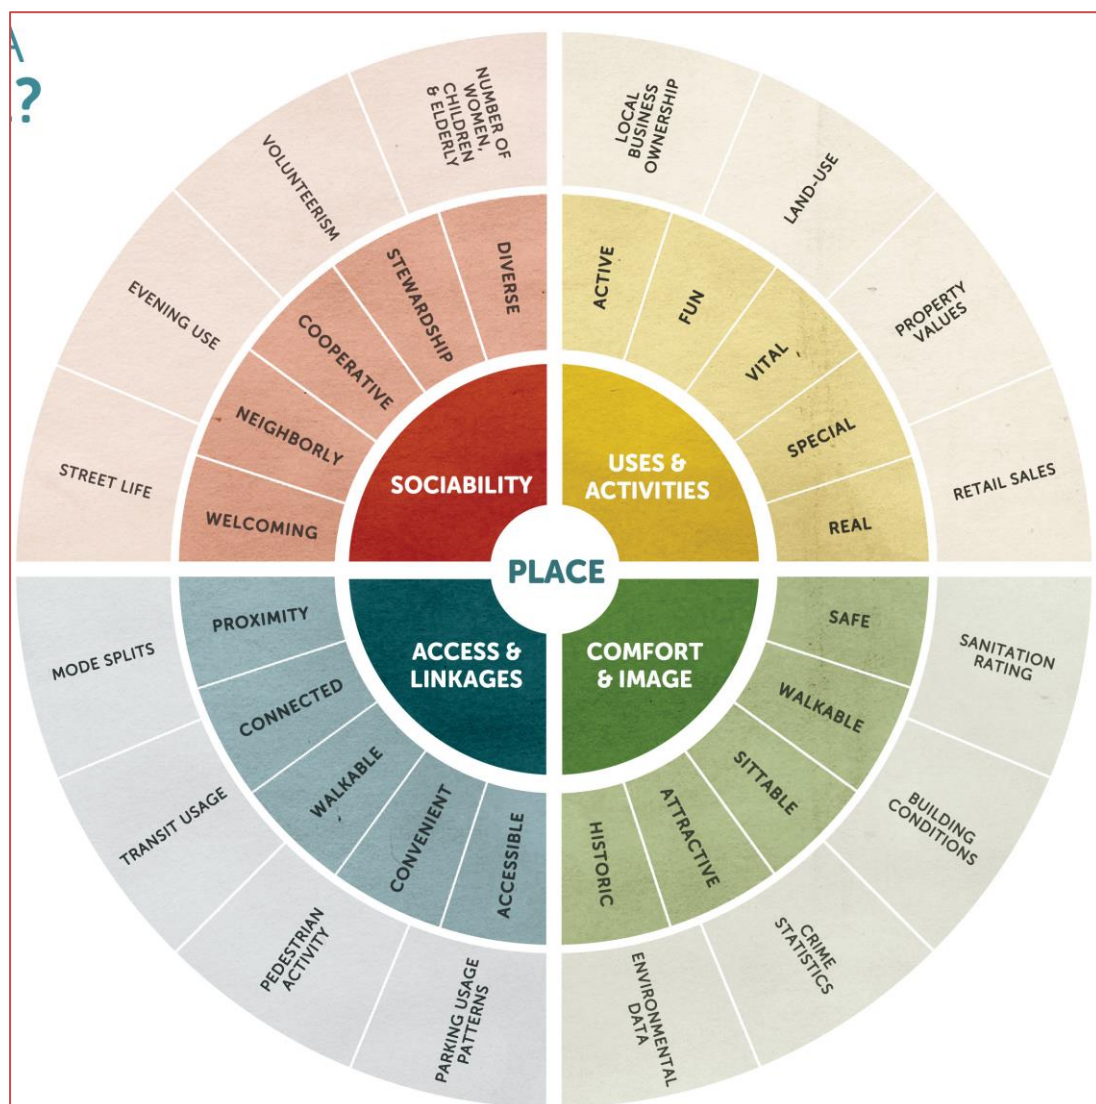 A
?
NUMBER OF
WOMEN,
CHILDREN
& ELDERLY
VOLUNTEERISM
EVENING USE
STREET LIFE
DIVERSE
STEWARDSHIP
COOPERATIVE
NEIGHBORLY
WELCOMING
SOCIABILITY
LOCAL
BUSINESS
OWNERSHIP
LAND-USE
PROPERTY
VALUES
RETAIL SALES
ACTIVE
FUN
VITAL
SPECIAL
REAL
USES &
ACTIVITIES
PLACE
ACCESS &
LINKAGES
PROXIMITY
CONNECTED
WALKABLE
CONVENIENT
ACCESSIBLE
MODE SPLITS
TRANSIT USAGE
PEDESTRIAN
ACTIVITY
PARKING USAGE
PATTERNS
COMFORT
& IMAGE
SAFE
WALKABLE
SITTABLE
ATTRACTIVE
HISTORIC
SANITATION
RATING
BUILDING
CONDITIONS
CRIME
STATISTICS
ENVIRONMENTAL
DATA